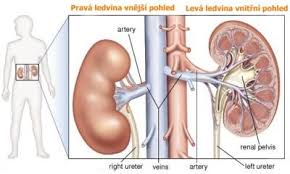 Pravá ledvina vnější pohled
Levá ledvina vnitřní pohled
artery
renal pelvis
right ureter
veins
artery
left ureter